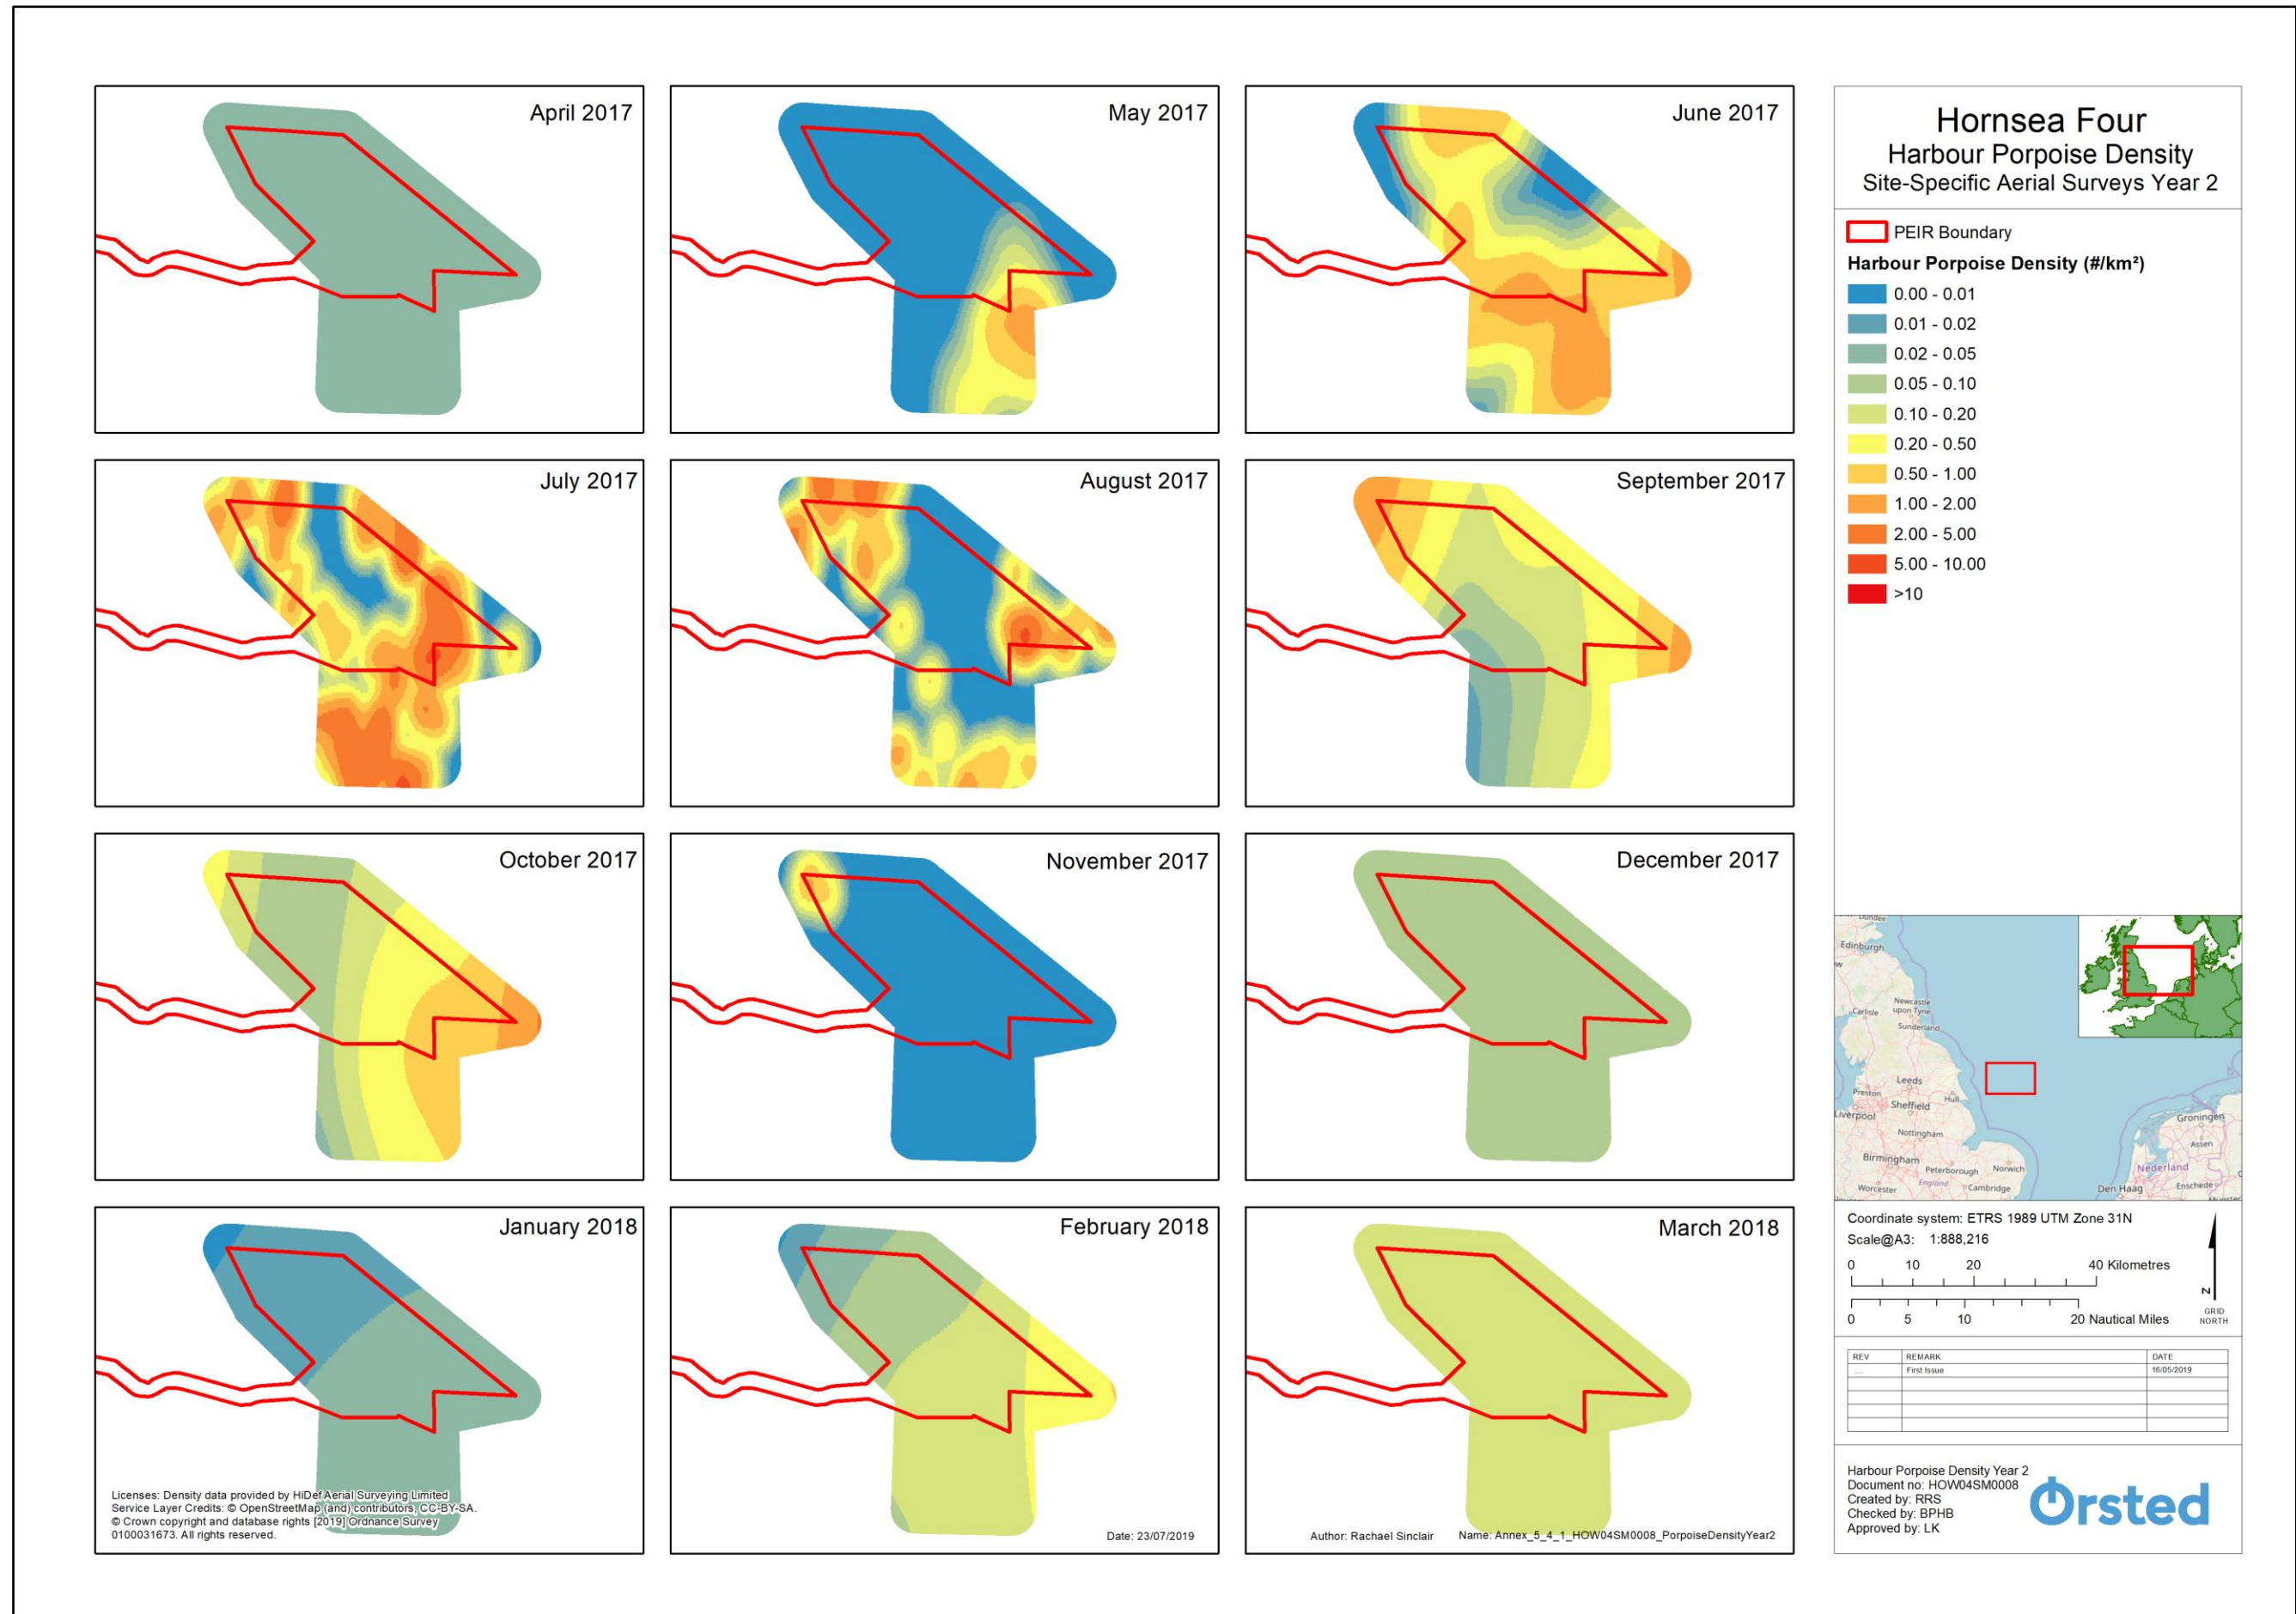 April 2017
May 2017
June 2017
July 2017
August 2017
September 2017
October 2017
November 2017
December 2017
January 2018
February 2018
March 2018
Licenses: Density data provided by HiDef Aerial Surveying Limited
Service Layer Credits: © OpenStreetMap (and) contributors, CC-BY-SA.
© Crown copyright and database rights [2019] Ordnance Survey
0100031673. All rights reserved.
Date: 23/07/2019
Author: Rachael Sinclair
Name: Annex_5_4_1_HOW04SM0008_PorpoiseDensityYear2
Hornsea Four
Harbour Porpoise Density
Site-Specific Aerial Surveys Year 2
PEIR Boundary
Harbour Porpoise Density (#/km²)
0.00 - 0.01
0.01 - 0.02
0.02 - 0.05
0.05 - 0.10
0.10 - 0.20
0.20 - 0.50
0.50 - 1.00
1.00 - 2.00
2.00 - 5.00
5.00 - 10.00
>10
Dundee
Edinburgh
Newcastle
upon Tyne
Carlisle
Sunderland
Leeds
Preston
Hull
Sheffield
Liverpool
Nottingham
Birmingham
Peterborough
Norwich
England
Worcester
Cambridge
Groningen
Assen
Nederland
Den Haag
Enschede
Coordinate system: ETRS 1989 UTM Zone 31N
Scale@A3: 1:888,216
0 10 20 40 Kilometres
0 5 10 20 Nautical Miles
N
GRID
NORTH
REV REMARK DATE
.... First Issue 16/05/2019
Harbour Porpoise Density Year 2
Document no: HOW04SM0008
Created by: RRS
Checked by: BPHB
Approved by: LK
Orsted